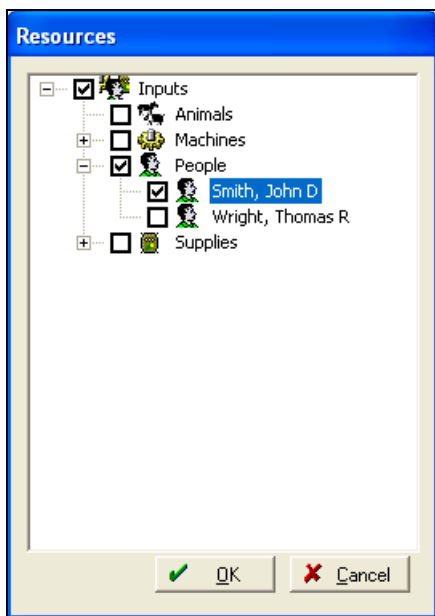 Resources
Inputs
Animals
Machines
People
Smith, John D
Wright, Thomas R
Supplies
OK Cancel